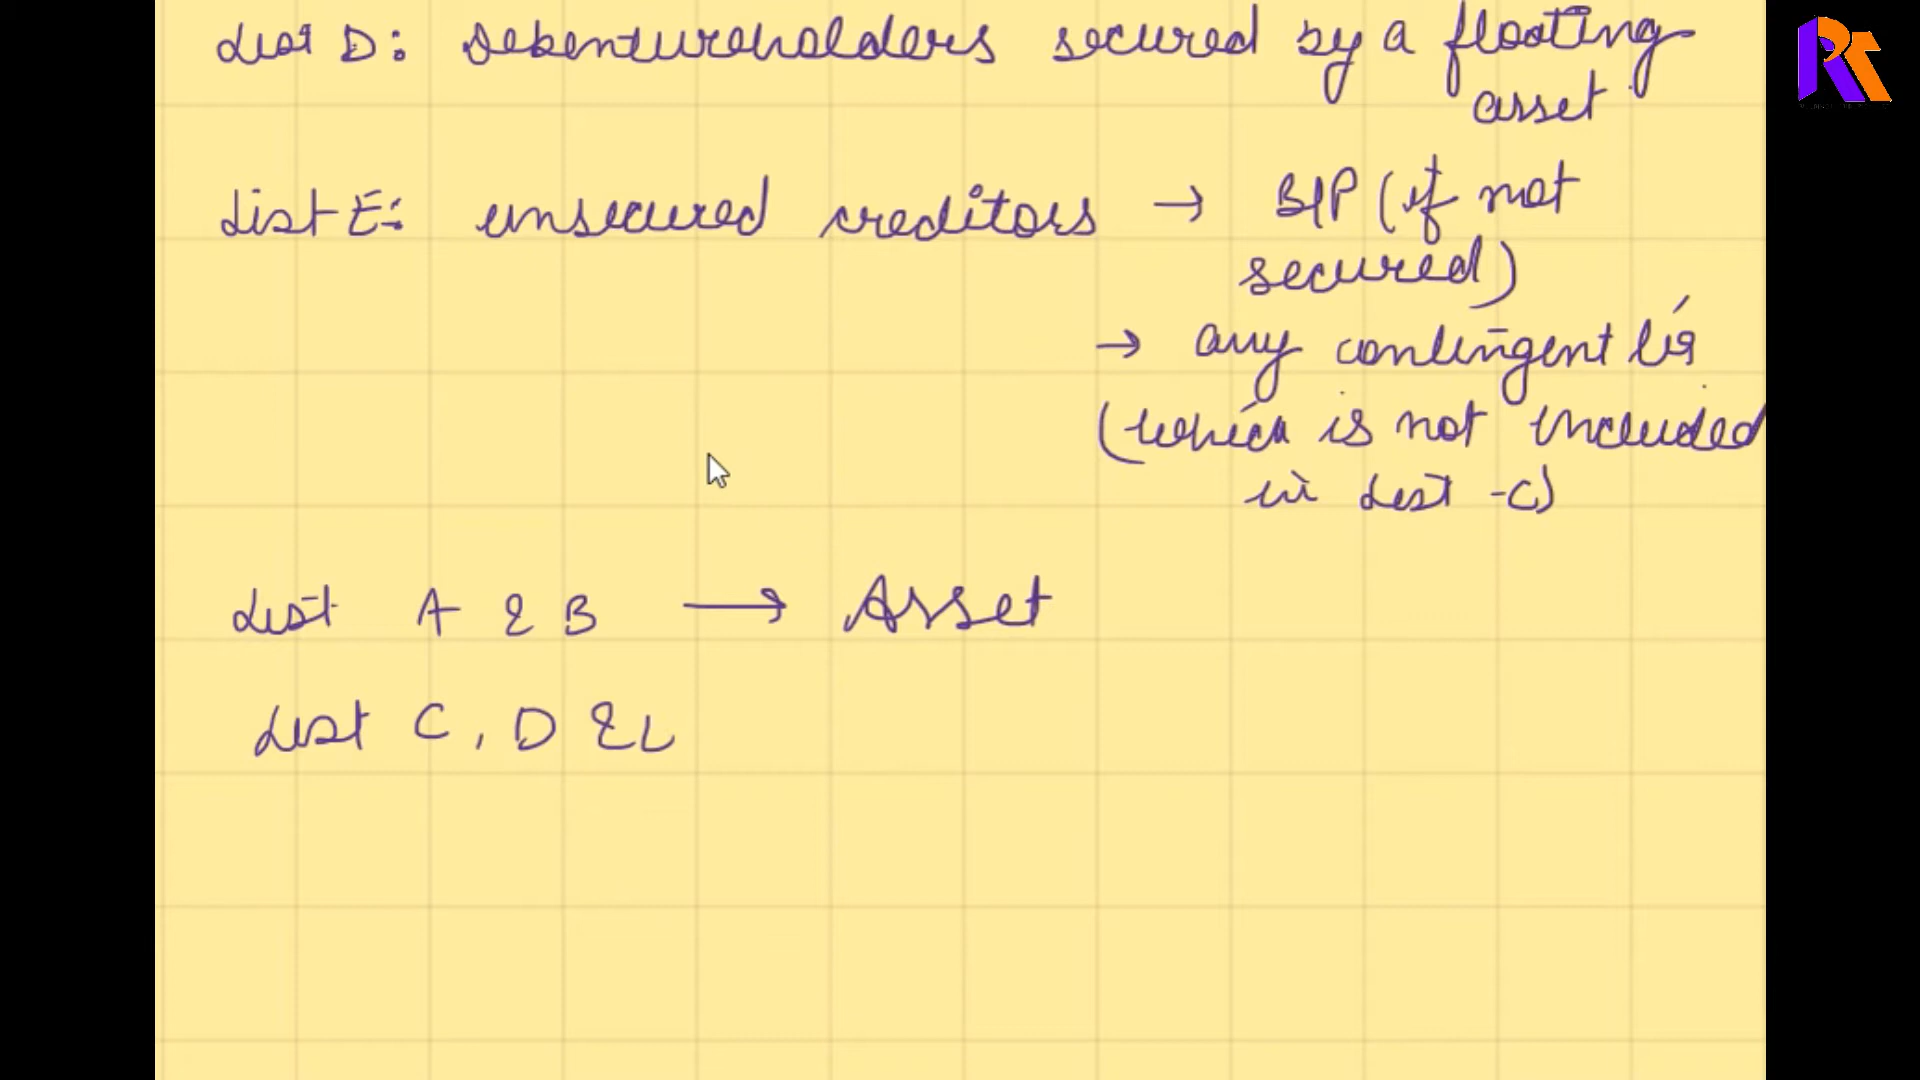 List D: Debentureholders secured by a floating
asset
List E: unsecured creditors → B/P (if not
secured)
→ any contingent lia
(which is not included
in List -C)
List A & B → Asset
List C, D &
RT